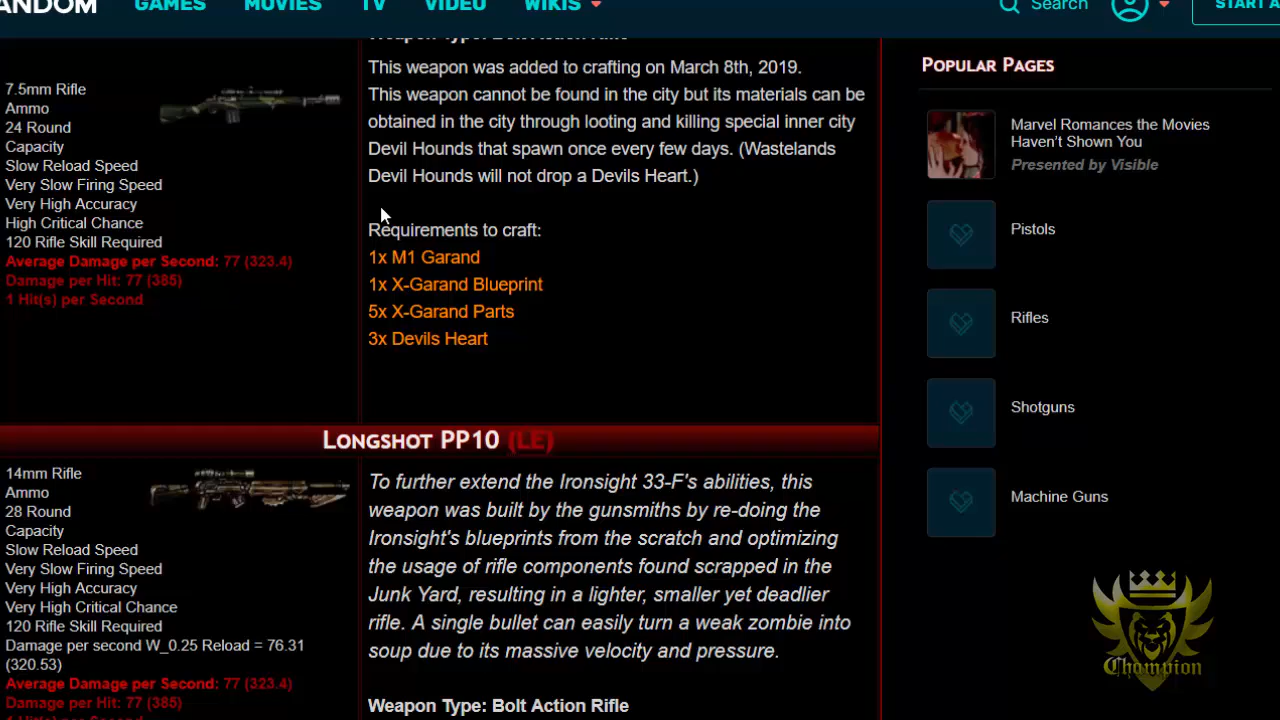 ANDOM
GAMES
MOVIES
TV
VIDEO
WIKIS
Search
START A
Weapon Type: Bolt Action Rifle
7.5mm Rifle
Ammo
24 Round
Capacity
Slow Reload Speed
Very Slow Firing Speed
Very High Accuracy
High Critical Chance
120 Rifle Skill Required
Average Damage per Second: 77 (323.4)
Damage per Hit: 77 (385)
1 Hit(s) per Second
This weapon was added to crafting on March 8th, 2019.
This weapon cannot be found in the city but its materials can be
obtained in the city through looting and killing special inner city
Devil Hounds that spawn once every few days. (Wastelands
Devil Hounds will not drop a Devils Heart.)
Requirements to craft:
1x M1 Garand
1x X-Garand Blueprint
5x X-Garand Parts
3x Devils Heart
LONGSHOT PP10 (LE)
14mm Rifle
Ammo
28 Round
Capacity
Slow Reload Speed
Very Slow Firing Speed
Very High Accuracy
Very High Critical Chance
120 Rifle Skill Required
Damage per second W_0.25 Reload = 76.31
(320.53)
Average Damage per Second: 77 (323.4)
Damage per Hit: 77 (385)
1 Hit(s) per Second
To further extend the Ironsight 33-F's abilities, this
weapon was built by the gunsmiths by re-doing the
Ironsight's blueprints from the scratch and optimizing
the usage of rifle components found scrapped in the
Junk Yard, resulting in a lighter, smaller yet deadlier
rifle. A single bullet can easily turn a weak zombie into
soup due to its massive velocity and pressure.
Weapon Type: Bolt Action Rifle
POPULAR PAGES
Marvel Romances the Movies
Haven't Shown You
Presented by Visible
Pistols
Rifles
Shotguns
Machine Guns
Champion